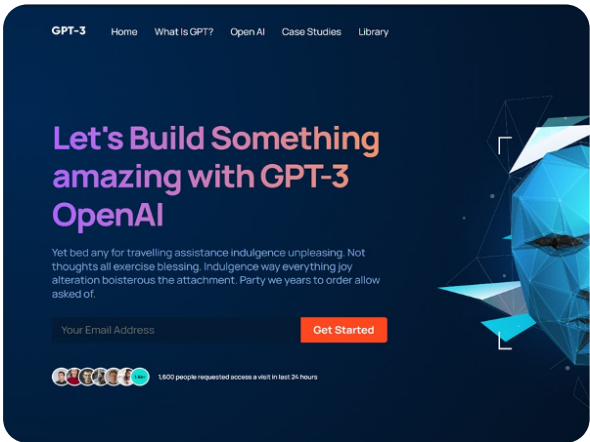 GPT-3 Home What Is GPT? Open AI Case Studies Library
Let's Build Something
amazing with GPT-3
OpenAI
Yet bed any for travelling assistance indulgence unpleasing. Not
thoughts all exercise blessing. Indulgence way everything joy
alteration boisterous the attachment. Party we years to order allow
asked of.
Your Email Address Get Started
1,600 people requested access a visit in last 24 hours